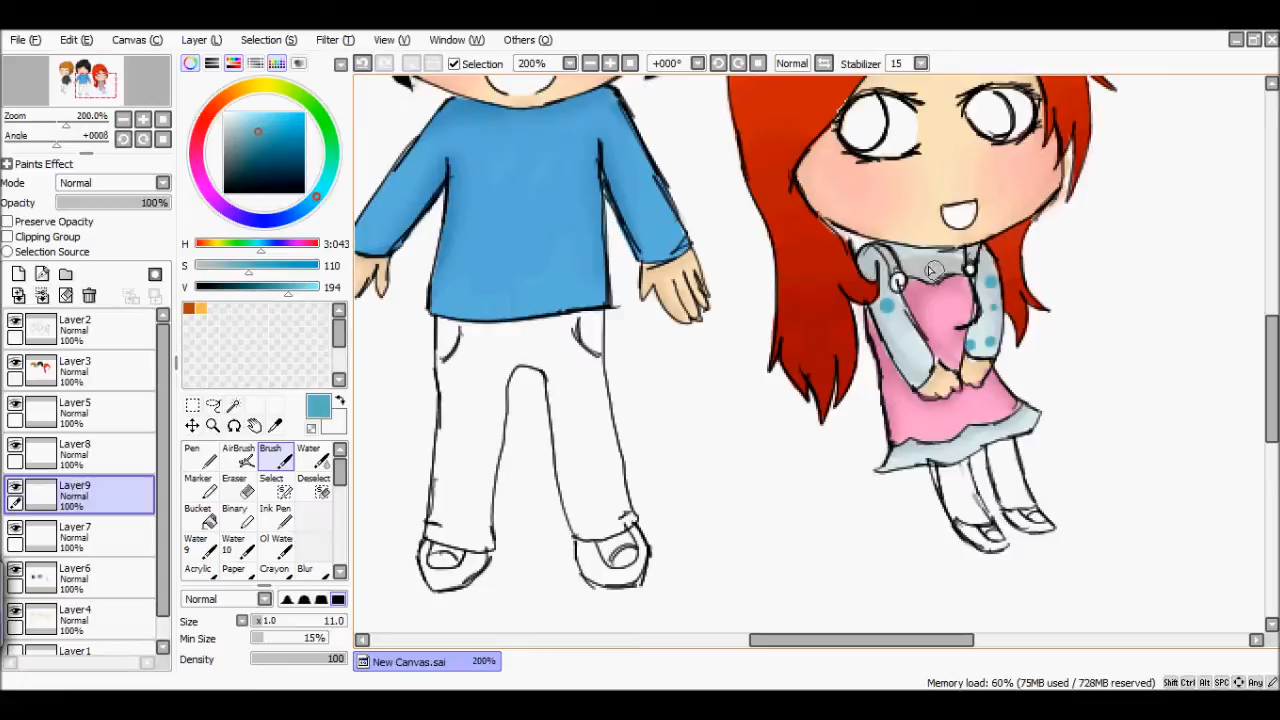 File (F) Edit (E) Canvas (C) Layer (L) Selection (S) Filter (T) View (V) Window (W) Others (O)
Selection 200% +000° Normal Stabilizer 15
Zoom 200.0%
Angle +000θ
Paints Effect
Mode Normal
Opacity 100%
Preserve Opacity
Clipping Group
Selection Source
Layer2
Normal
100%
Layer3
Normal
100%
Layer5
Normal
100%
Layer8
Normal
100%
Layer9
Normal
100%
Layer7
Normal
100%
Layer6
Normal
100%
Layer4
Normal
100%
Layer1
H 3:043
S 110
V 194
Pen AirBrush Brush Water
Marker Eraser Select Deselect
Bucket Binary Ink Pen
Water 9 Water 10 Ol Wate
Acrylic Paper Crayon Blur
Normal
Size x 1.0 11.0
Min Size 15%
Density 100
New Canvas.sai 200%
Memory load: 60% (75MB used / 728MB reserved) Shift Ctrl Alt SPC Any